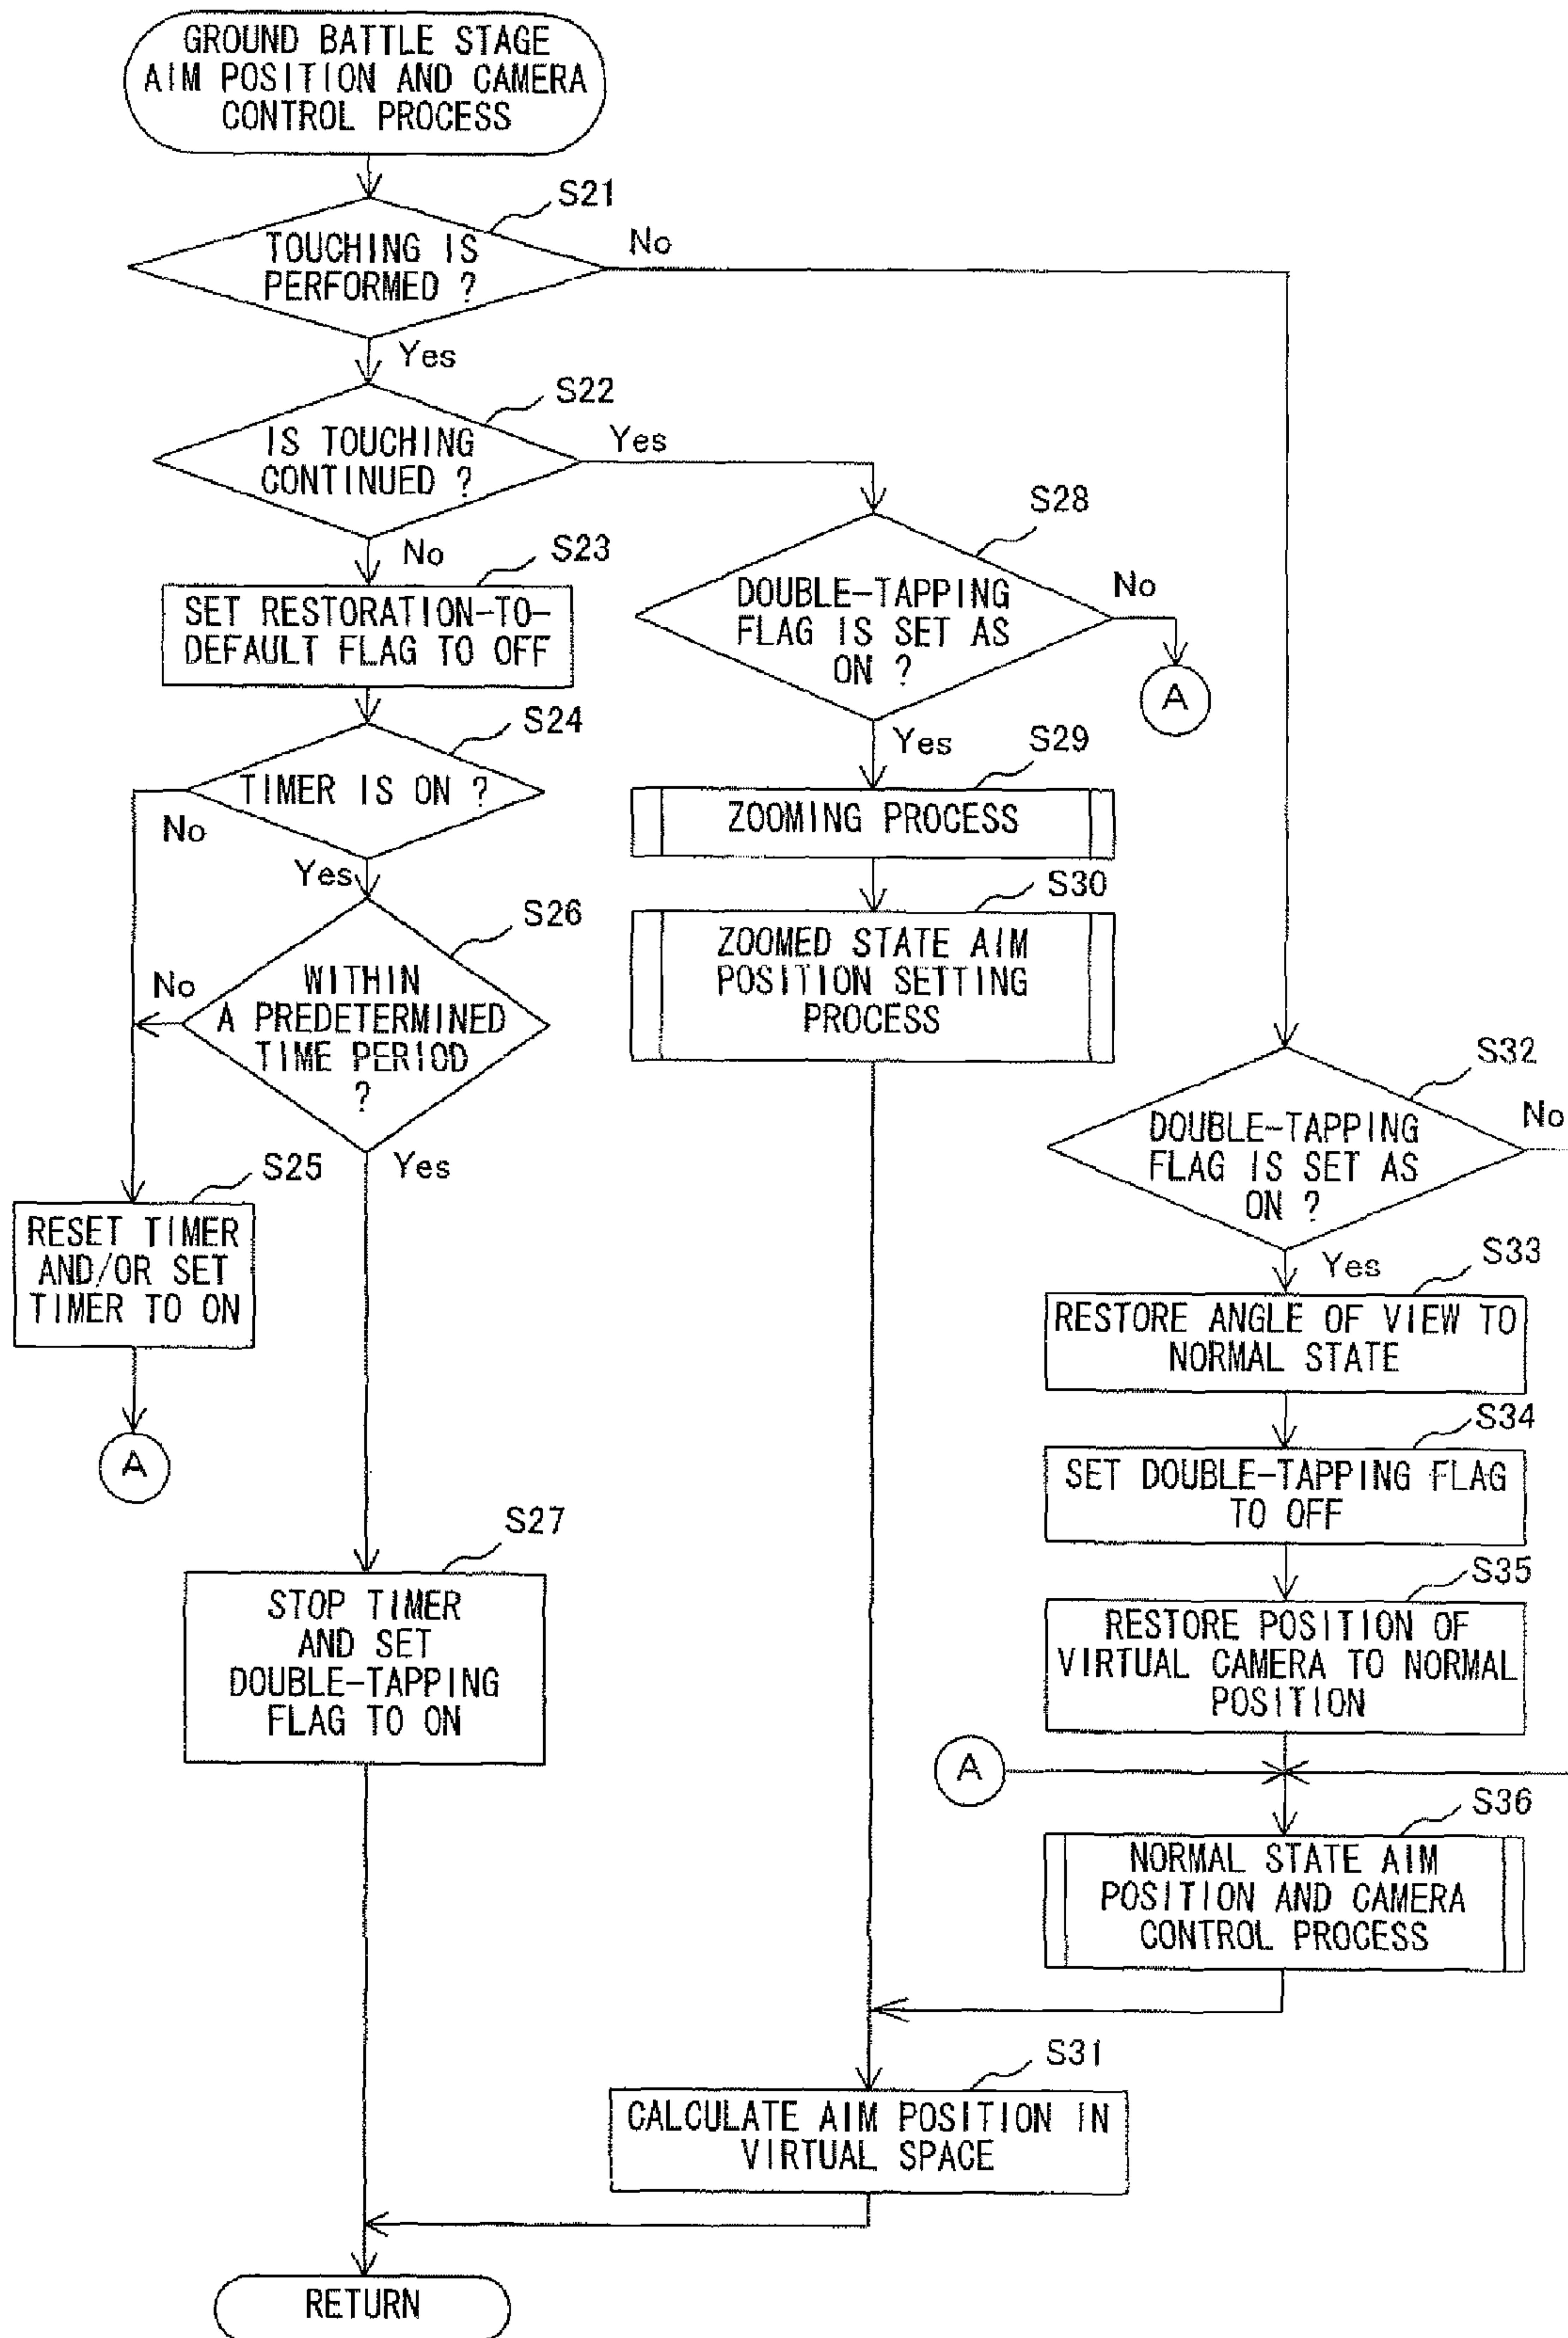 GROUND BATTLE STAGE
AIM POSITION AND CAMERA
CONTROL PROCESS
S21
TOUCHING IS
PERFORMED ?
No
Yes
S22
IS TOUCHING
CONTINUED ?
Yes
No
S23
SET RESTORATION-TO-
DEFAULT FLAG TO OFF
S24
TIMER IS ON ?
No
Yes
S26
WITHIN
A PREDETERMINED
TIME PERIOD
?
No
Yes
S25
RESET TIMER
AND/OR SET
TIMER TO ON
A
S27
STOP TIMER
AND SET
DOUBLE-TAPPING
FLAG TO ON
S28
DOUBLE-TAPPING
FLAG IS SET AS
ON ?
No
A
Yes
S29
ZOOMING PROCESS
S30
ZOOMED STATE AIM
POSITION SETTING
PROCESS
S32
DOUBLE-TAPPING
FLAG IS SET AS
ON ?
No
Yes
S33
RESTORE ANGLE OF VIEW TO
NORMAL STATE
S34
SET DOUBLE-TAPPING FLAG
TO OFF
S35
RESTORE POSITION OF
VIRTUAL CAMERA TO NORMAL
POSITION
A
S36
NORMAL STATE AIM
POSITION AND CAMERA
CONTROL PROCESS
S31
CALCULATE AIM POSITION IN
VIRTUAL SPACE
RETURN